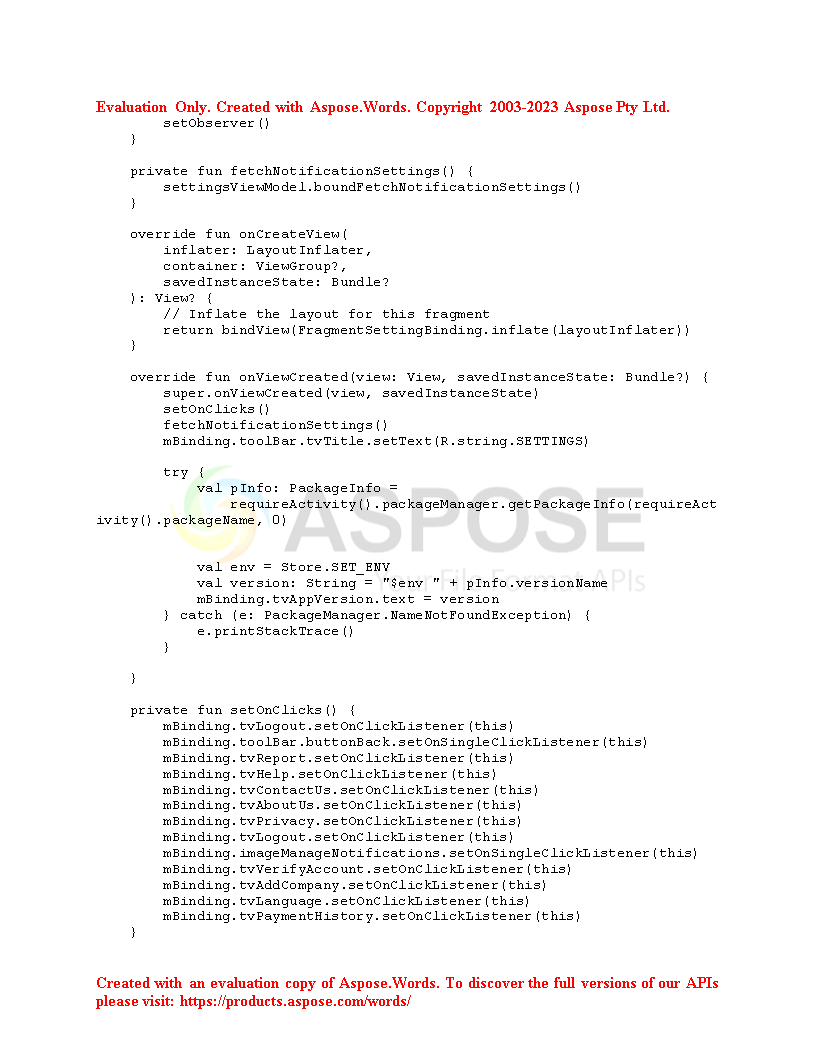 Evaluation Only. Created with Aspose.Words. Copyright 2003-2023 Aspose Pty Ltd.
        setObserver()
    }

    private fun fetchNotificationSettings() {
        settingsViewModel.boundFetchNotificationSettings()
    }

    override fun onCreateView(
        inflater: LayoutInflater,
        container: ViewGroup?,
        savedInstanceState: Bundle?
    ): View? {
        // Inflate the layout for this fragment
        return bindView(FragmentSettingBinding.inflate(layoutInflater))
    }

    override fun onViewCreated(view: View, savedInstanceState: Bundle?) {
        super.onViewCreated(view, savedInstanceState)
        setOnClicks()
        fetchNotificationSettings()
        mBinding.toolBar.tvTitle.setText(R.string.SETTINGS)

        try {
            val pInfo: PackageInfo =
                requireActivity().packageManager.getPackageInfo(requireAct
ivity().packageName, 0)
ASPOSE

            val env = Store.SET_ENV
            val version: String = "$env " + pInfo.versionName
Your File Format APIs
            mBinding.tvAppVersion.text = version
        } catch (e: PackageManager.NameNotFoundException) {
            e.printStackTrace()
        }

    }

    private fun setOnClicks() {
        mBinding.tvLogout.setOnClickListener(this)
        mBinding.toolBar.buttonBack.setOnSingleClickListener(this)
        mBinding.tvReport.setOnClickListener(this)
        mBinding.tvHelp.setOnClickListener(this)
        mBinding.tvContactUs.setOnClickListener(this)
        mBinding.tvAboutUs.setOnClickListener(this)
        mBinding.tvPrivacy.setOnClickListener(this)
        mBinding.tvLogout.setOnClickListener(this)
        mBinding.imageManageNotifications.setOnSingleClickListener(this)
        mBinding.tvVerifyAccount.setOnClickListener(this)
        mBinding.tvAddCompany.setOnClickListener(this)
        mBinding.tvLanguage.setOnClickListener(this)
        mBinding.tvPaymentHistory.setOnClickListener(this)
    }

Created with an evaluation copy of Aspose.Words. To discover the full versions of our APIs
please visit: https://products.aspose.com/words/